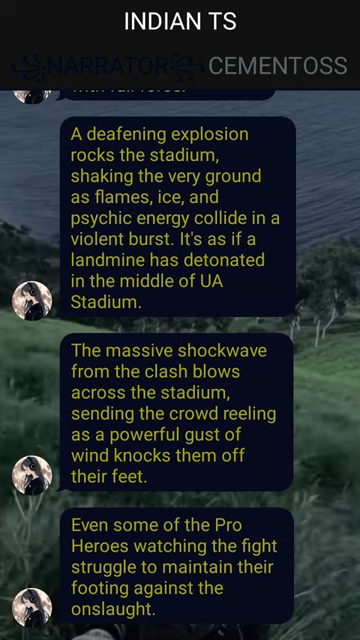 INDIAN TS
NARRATOR CEMENTOSS
with full force.
A deafening explosion
rocks the stadium,
shaking the very ground
as flames, ice, and
psychic energy collide in a
violent burst. It's as if a
landmine has detonated
in the middle of UA
Stadium.
The massive shockwave
from the clash blows
across the stadium,
sending the crowd reeling
as a powerful gust of
wind knocks them off
their feet.
Even some of the Pro
Heroes watching the fight
struggle to maintain their
footing against the
onslaught.